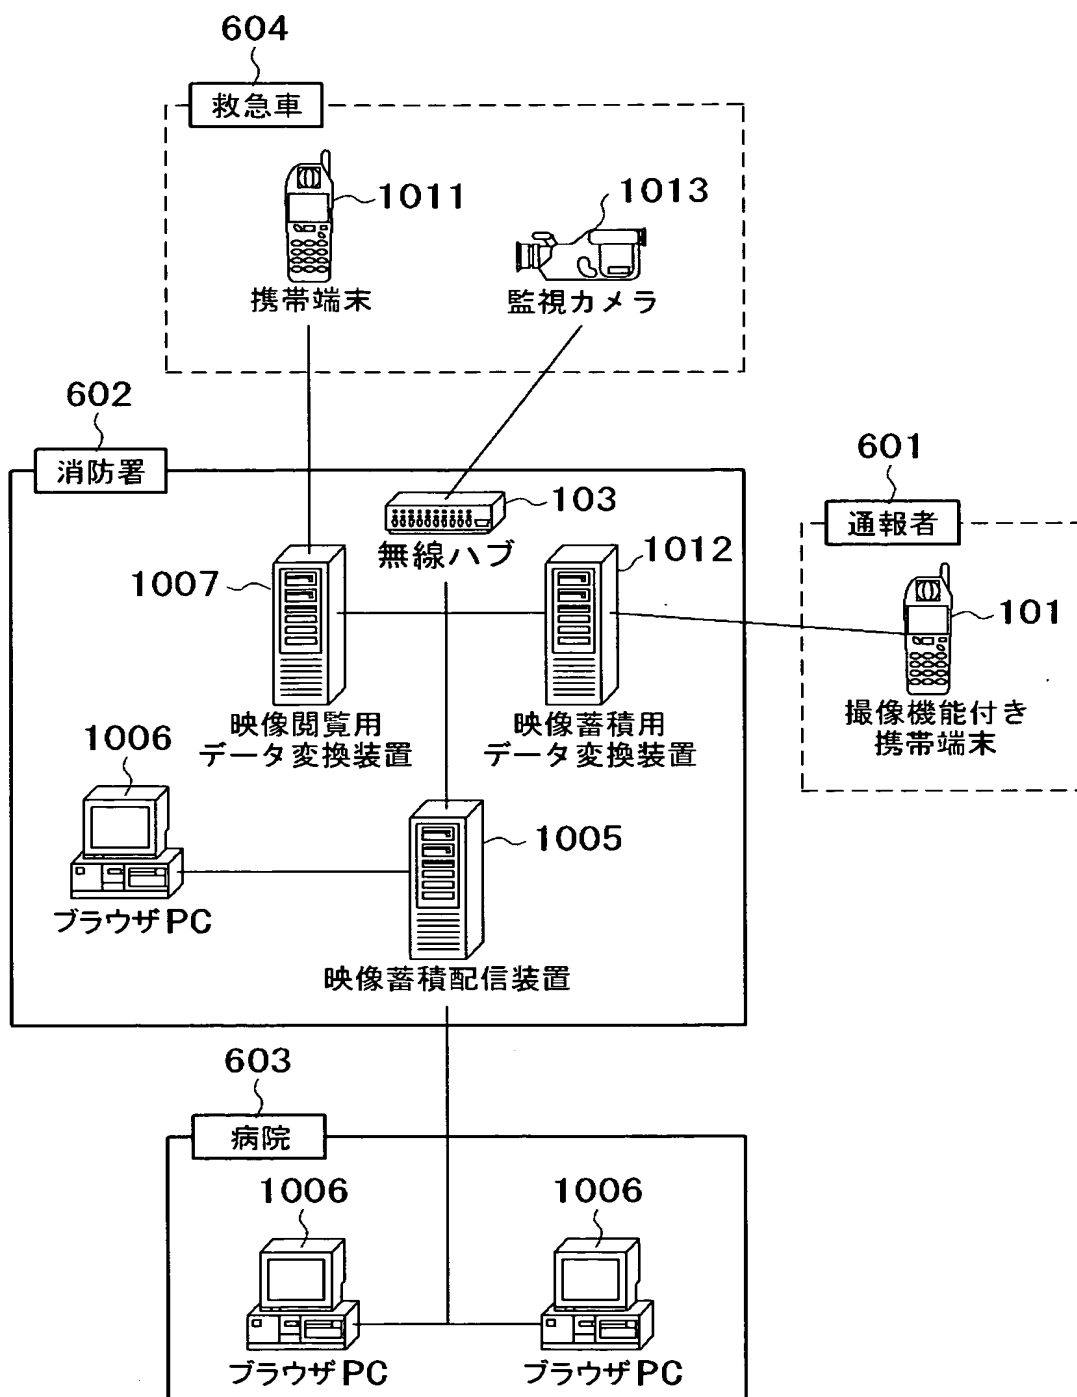 604
救急車
1011
携帯端末
1013
監視カメラ
602
消防署
103
無線ハブ
1007
映像閲覧用
データ変換装置
1012
映像蓄積用
データ変換装置
601
通報者
101
撮像機能付き
携帯端末
1006
ブラウザPC
1005
映像蓄積配信装置
603
病院
1006
ブラウザPC
1006
ブラウザPC